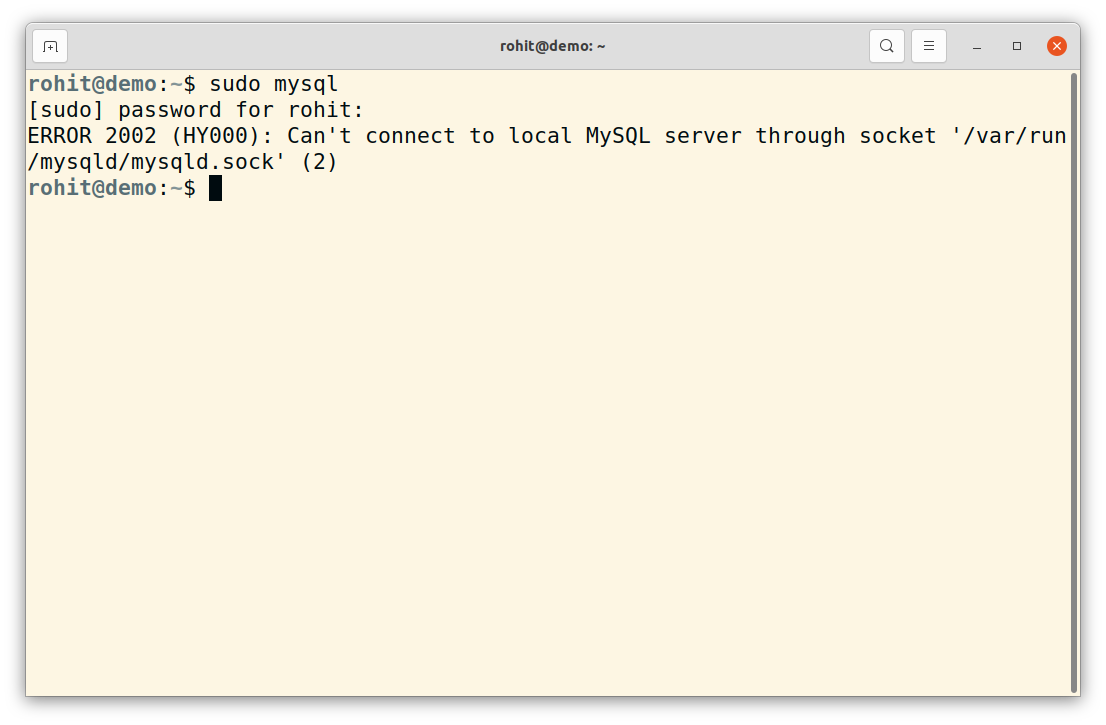 rohit@demo: ~
rohit@demo:~$ sudo mysql
[sudo] password for rohit:
ERROR 2002 (HY000): Can't connect to local MySQL server through socket '/var/run
/mysqld/mysqld.sock' (2)
rohit@demo:~$